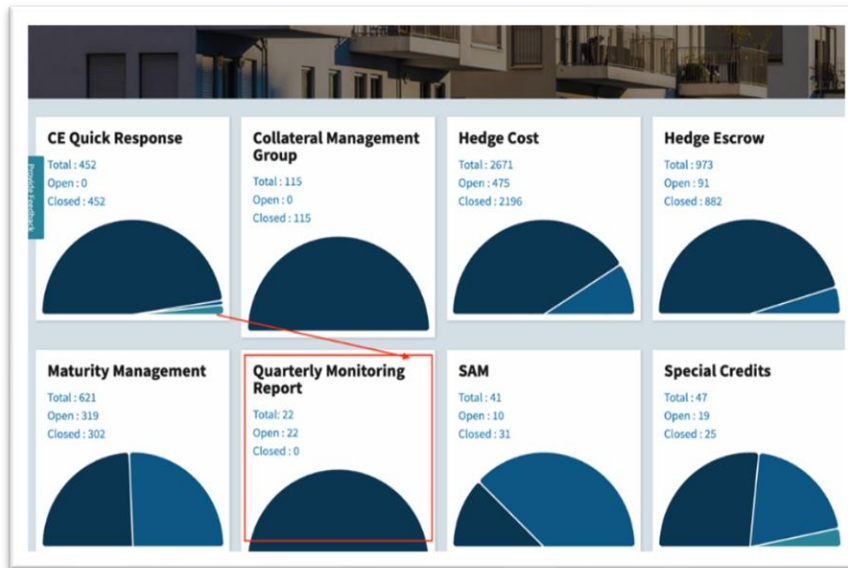 CE Quick Response
Total : 452
Open : 0
Closed : 452
Provide Feedback
Collateral Management
Group
Total : 115
Open : 0
Closed : 115
Hedge Cost
Total : 2671
Open : 475
Closed : 2196
Hedge Escrow
Total : 973
Open : 91
Closed : 882
Maturity Management
Total : 621
Open : 319
Closed : 302
Quarterly Monitoring
Report
Total: 22
Open : 22
Closed : 0
SAM
Total : 41
Open : 10
Closed : 31
Special Credits
Total : 47
Open : 19
Closed : 25